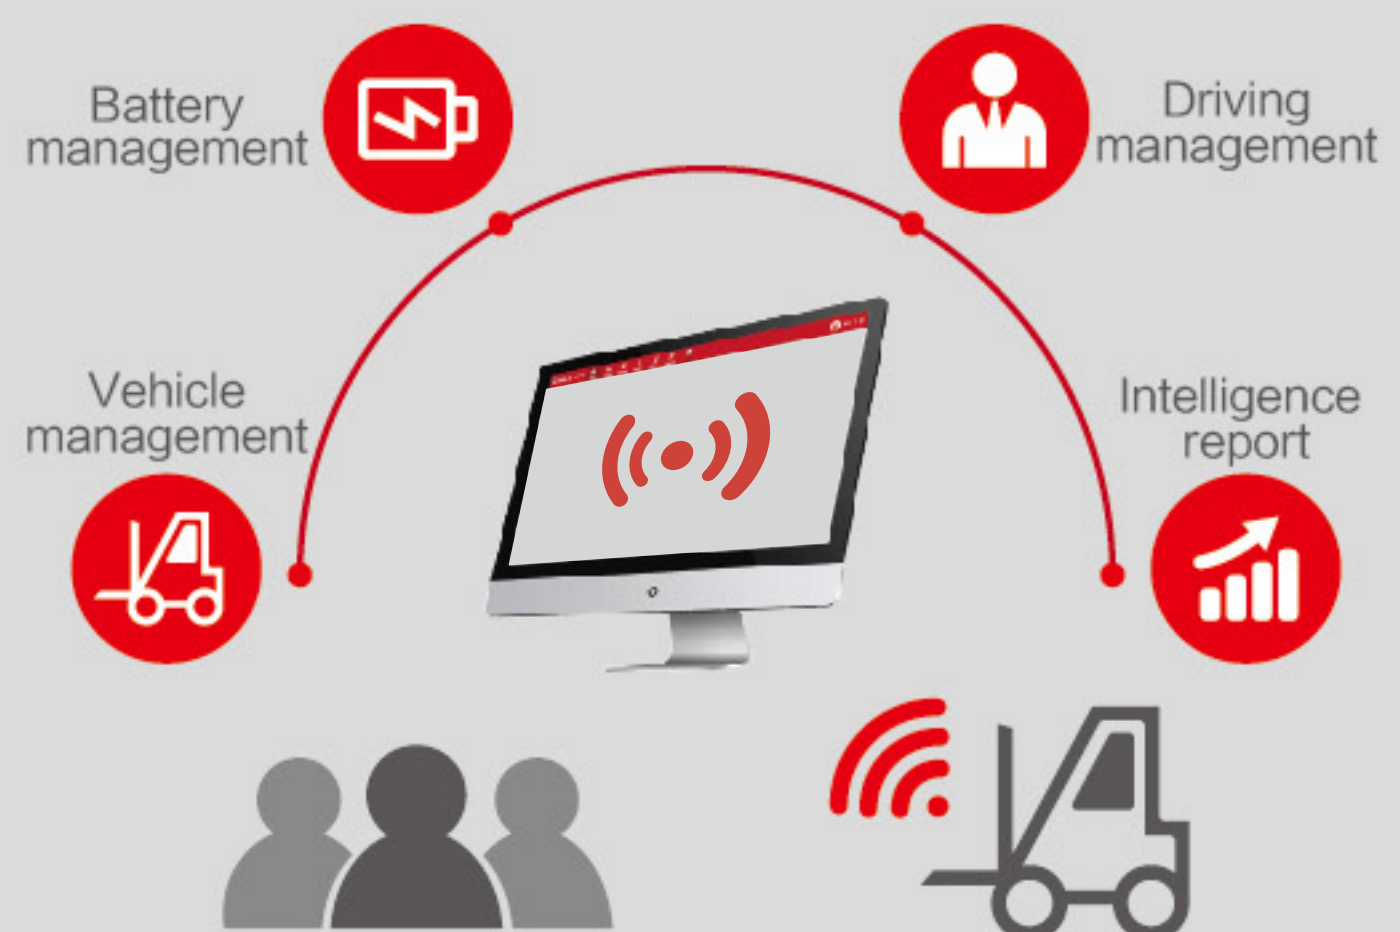 Battery
management
Driving
management
Vehicle
management
Intelligence
report